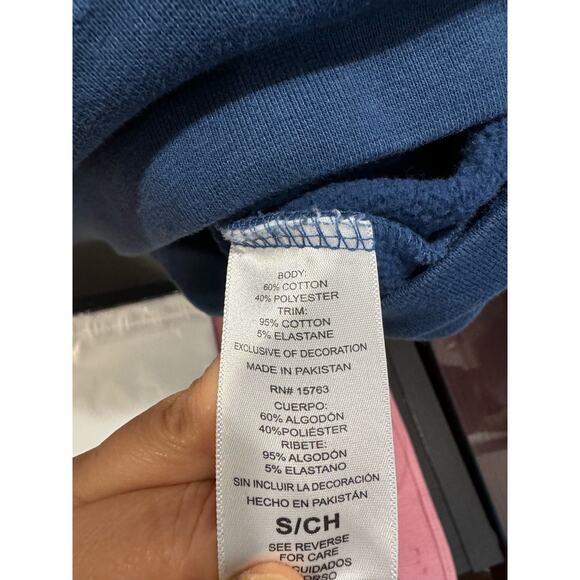 BODY:
60% COTTON
40% POLYESTER
TRIM:
95% COTTON
5% ELASTANE
EXCLUSIVE OF DECORATION
MADE IN PAKISTAN
RN# 15763
CUERPO:
60% ALGODÓN
40%POLIÉSTER
RIBETE:
95% ALGODÓN
5% ELASTANO
SIN INCLUIR LA DECORACIÓN
HECHO EN PAKISTÁN
S/CH
SEE REVERSE
FOR CARE
CUIDADOS